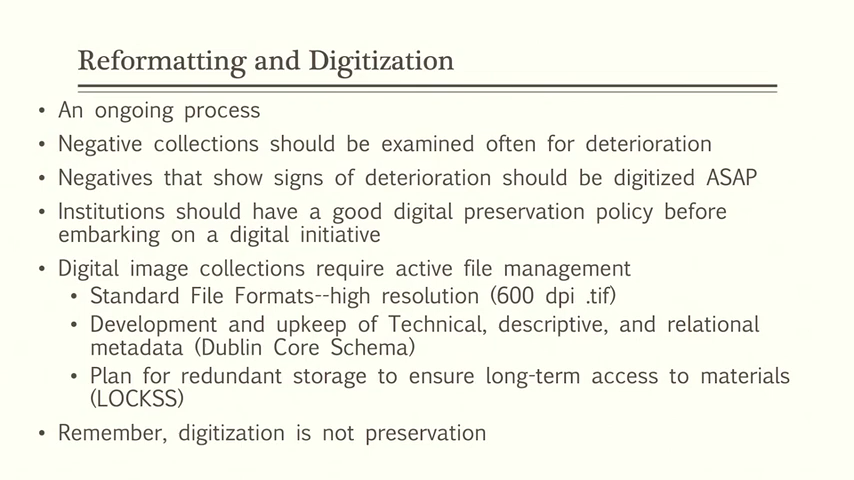 Reformatting and Digitization
• An ongoing process
• Negative collections should be examined often for deterioration
• Negatives that show signs of deterioration should be digitized ASAP
• Institutions should have a good digital preservation policy before
embarking on a digital initiative
• Digital image collections require active file management
• Standard File Formats--high resolution (600 dpi .tif)
• Development and upkeep of Technical, descriptive, and relational
metadata (Dublin Core Schema)
• Plan for redundant storage to ensure long-term access to materials
(LOCKSS)
• Remember, digitization is not preservation